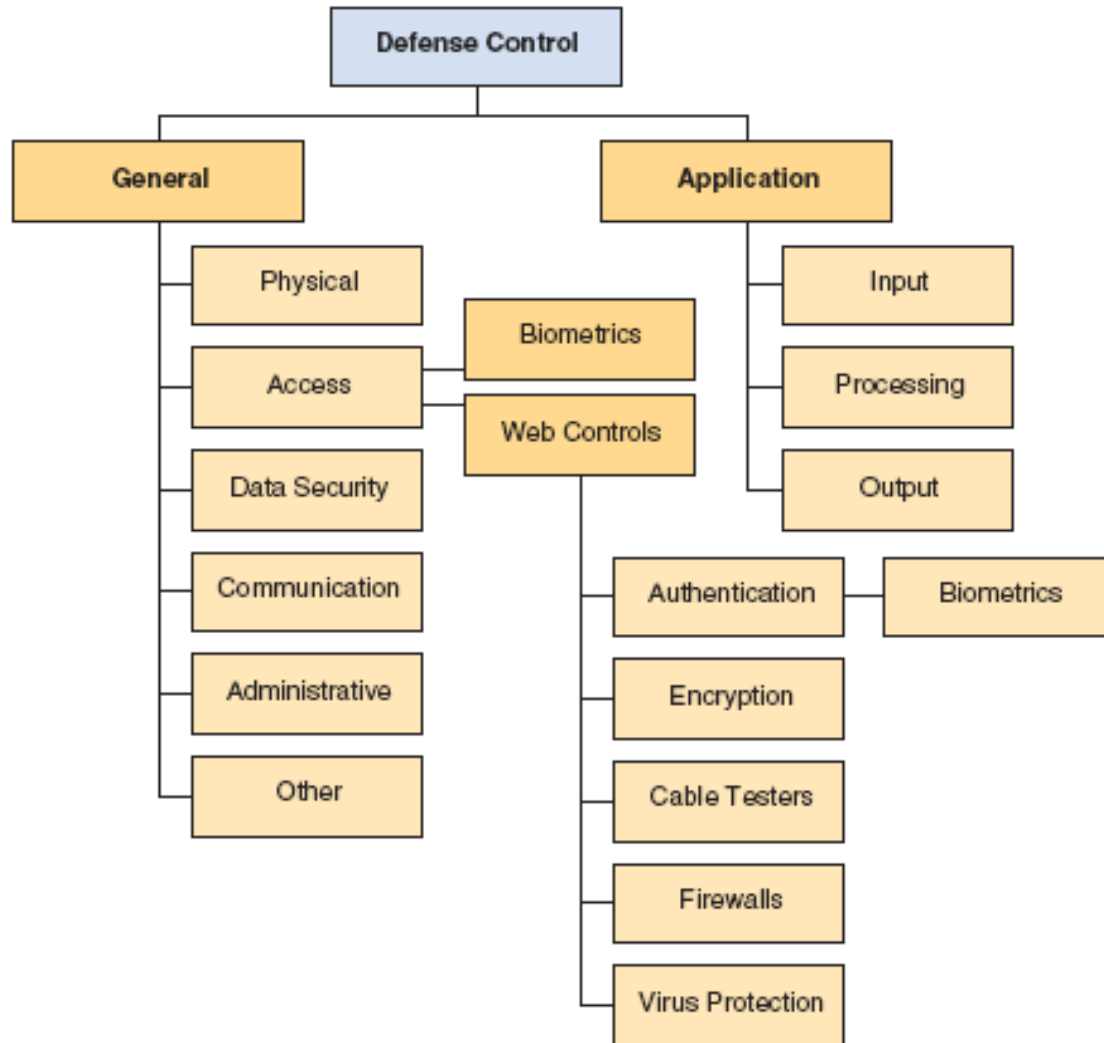 Defense Control
General
Application
Physical
Access
Data Security
Communication
Administrative
Other
Biometrics
Web Controls
Input
Processing
Output
Authentication
Biometrics
Encryption
Cable Testers
Firewalls
Virus Protection